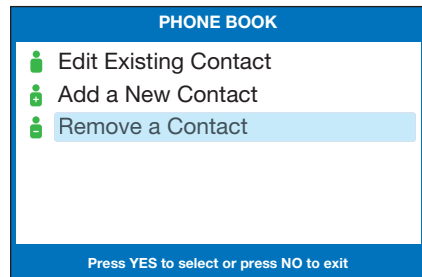 PHONE BOOK
Edit Existing Contact
Add a New Contact
Remove a Contact
Press YES to select or press NO to exit